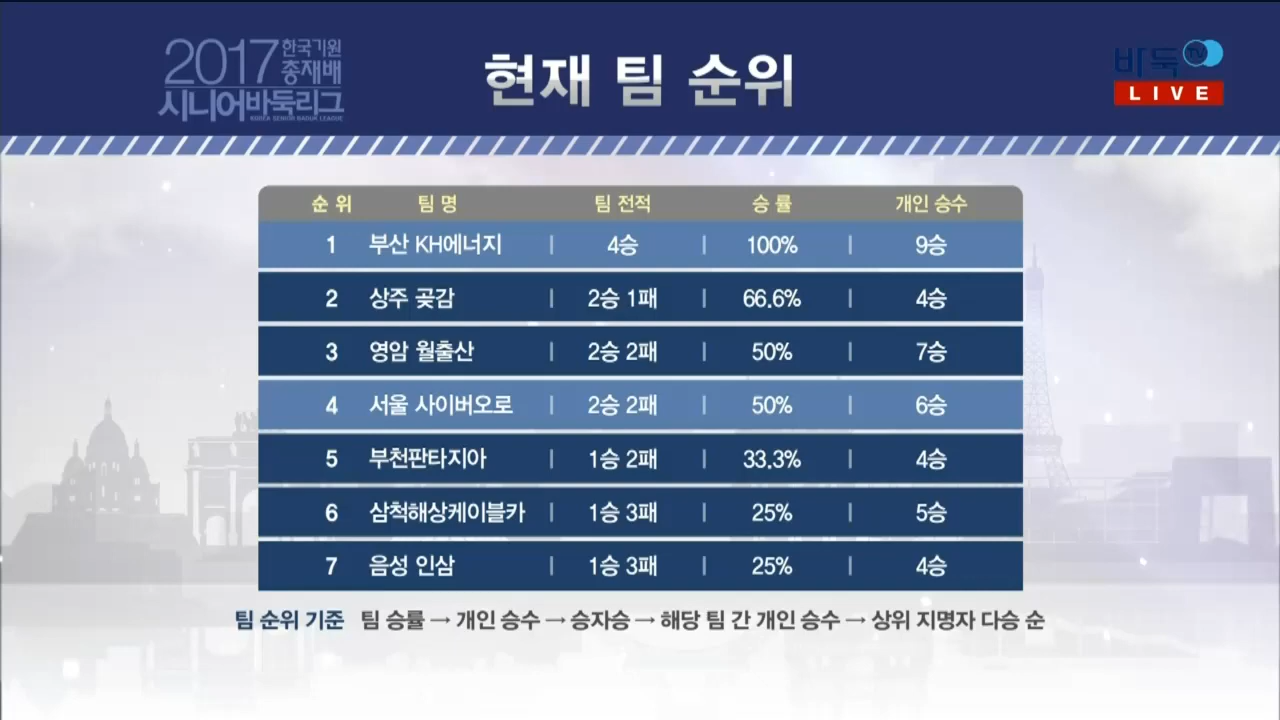 2017 한국기원
총재배
시니어바둑리그
KOREA SENIOR BADUK LEAGUE
현재 팀 순위
바둑TV
LIVE
순 위 팀 명 팀 전적 승 률 개인 승수
1 부산 KH에너지 | 4승 | 100% | 9승
2 상주 곶감 | 2승 1패 | 66.6% | 4승
3 영암 월출산 | 2승 2패 | 50% | 7승
4 서울 사이버오로 | 2승 2패 | 50% | 6승
5 부천판타지아 | 1승 2패 | 33.3% | 4승
6 삼척해상케이블카 | 1승 3패 | 25% | 5승
7 음성 인삼 | 1승 3패 | 25% | 4승
팀 순위 기준 팀 승률 → 개인 승수 → 승자승 → 해당 팀 간 개인 승수 → 상위 지명자 다승 순